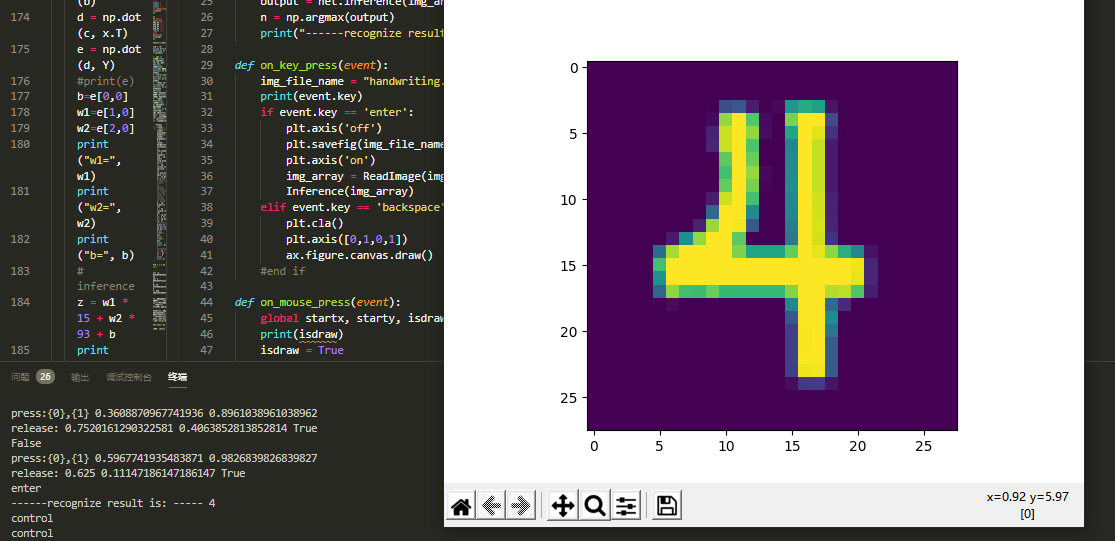 (b)
174 d = np.dot
(c, x.T)
175 e = np.dot
(d, Y)
176 #print(e)
177 b=e[0,0]
178 w1=e[1,0]
179 w2=e[2,0]
180 print
("w1=",
w1)
181 print
("w2=",
w2)
182 print
("b=", b)
183 #
inference
184 z = w1 *
15 + w2 *
93 + b
185 print
25 output = net.inference(img_ar
26 n = np.argmax(output)
27 print("------recognize result
28
29 def on_key_press(event):
30 img_file_name = "handwriting.
31 print(event.key)
32 if event.key == 'enter':
33 plt.axis('off')
34 plt.savefig(img_file_name
35 plt.axis('on')
36 img_array = ReadImage(img
37 Inference(img_array)
38 elif event.key == 'backspace'
39 plt.cla()
40 plt.axis([0,1,0,1])
41 ax.figure.canvas.draw()
42 #end if
43
44 def on_mouse_press(event):
45 global startx, starty, isdraw
46 print(isdraw)
47 isdraw = True
问题 26 输出 调试控制台 终端
press:{0},{1} 0.3608870967741936 0.8961038961038962
release: 0.7520161290322581 0.4063852813852814 True
False
press:{0},{1} 0.5967741935483871 0.9826839826839827
release: 0.625 0.11147186147186147 True
enter
------recognize result is: ----- 4
control
control
0
5
10
15
20
25
0 5 10 15 20 25
4
x=0.92 y=5.97
[0]